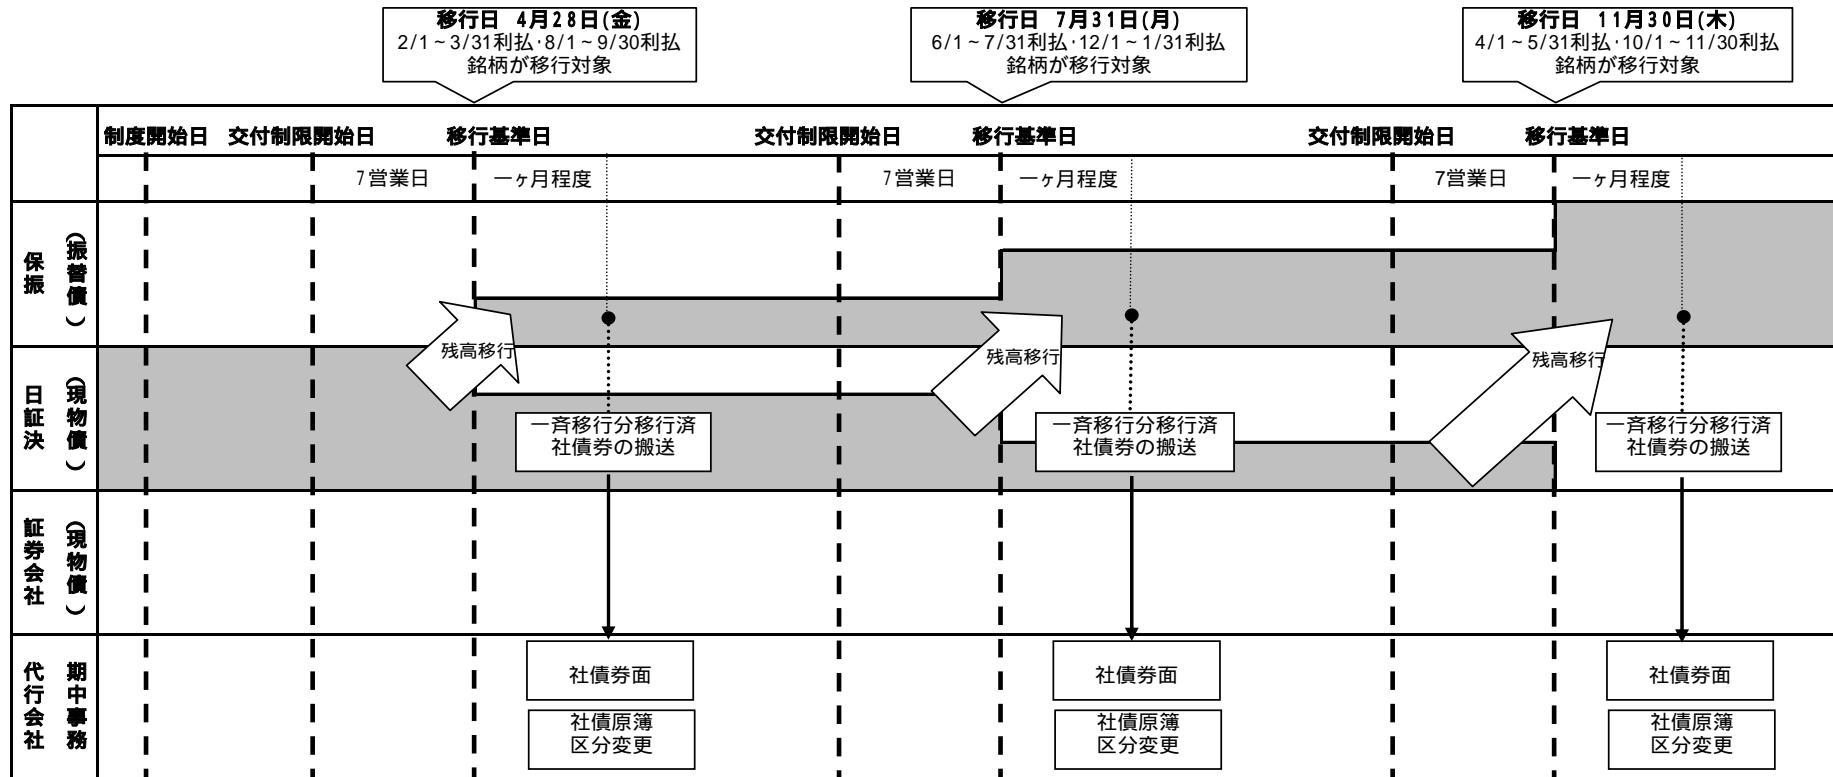 移行日 4月28日(金)
2/1~3/31利払・8/1~9/30利払
銘柄が移行対象
移行日 7月31日(月)
6/1~7/31利払・12/1~1/31利払
銘柄が移行対象
移行日 11月30日(木)
4/1~5/31利払・10/1~11/30利払
銘柄が移行対象
制度開始日 交付制限開始日 移行基準日 交付制限開始日 移行基準日 交付制限開始日 移行基準日
7営業日 一ヶ月程度 7営業日 一ヶ月程度 7営業日 一ヶ月程度
保振
(振替債)
残高移行
残高移行
残高移行
日証決
(現物債)
一斉移行分移行済
社債券の搬送
一斉移行分移行済
社債券の搬送
一斉移行分移行済
社債券の搬送
証券会社
(現物債)
代行会社
期中事務
社債券面
社債券面
社債券面
社債原簿
区分変更
社債原簿
区分変更
社債原簿
区分変更